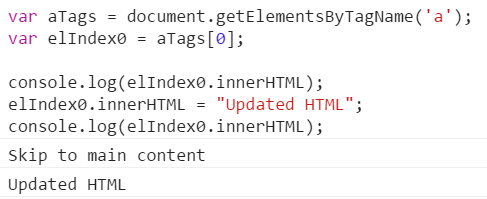 var aTags = document.getElementsByTagName('a');
var elIndex0 = aTags[0];
console.log(elIndex0.innerHTML);
elIndex0.innerHTML = "Updated HTML";
console.log(elIndex0.innerHTML);
Skip to main content
Updated HTML